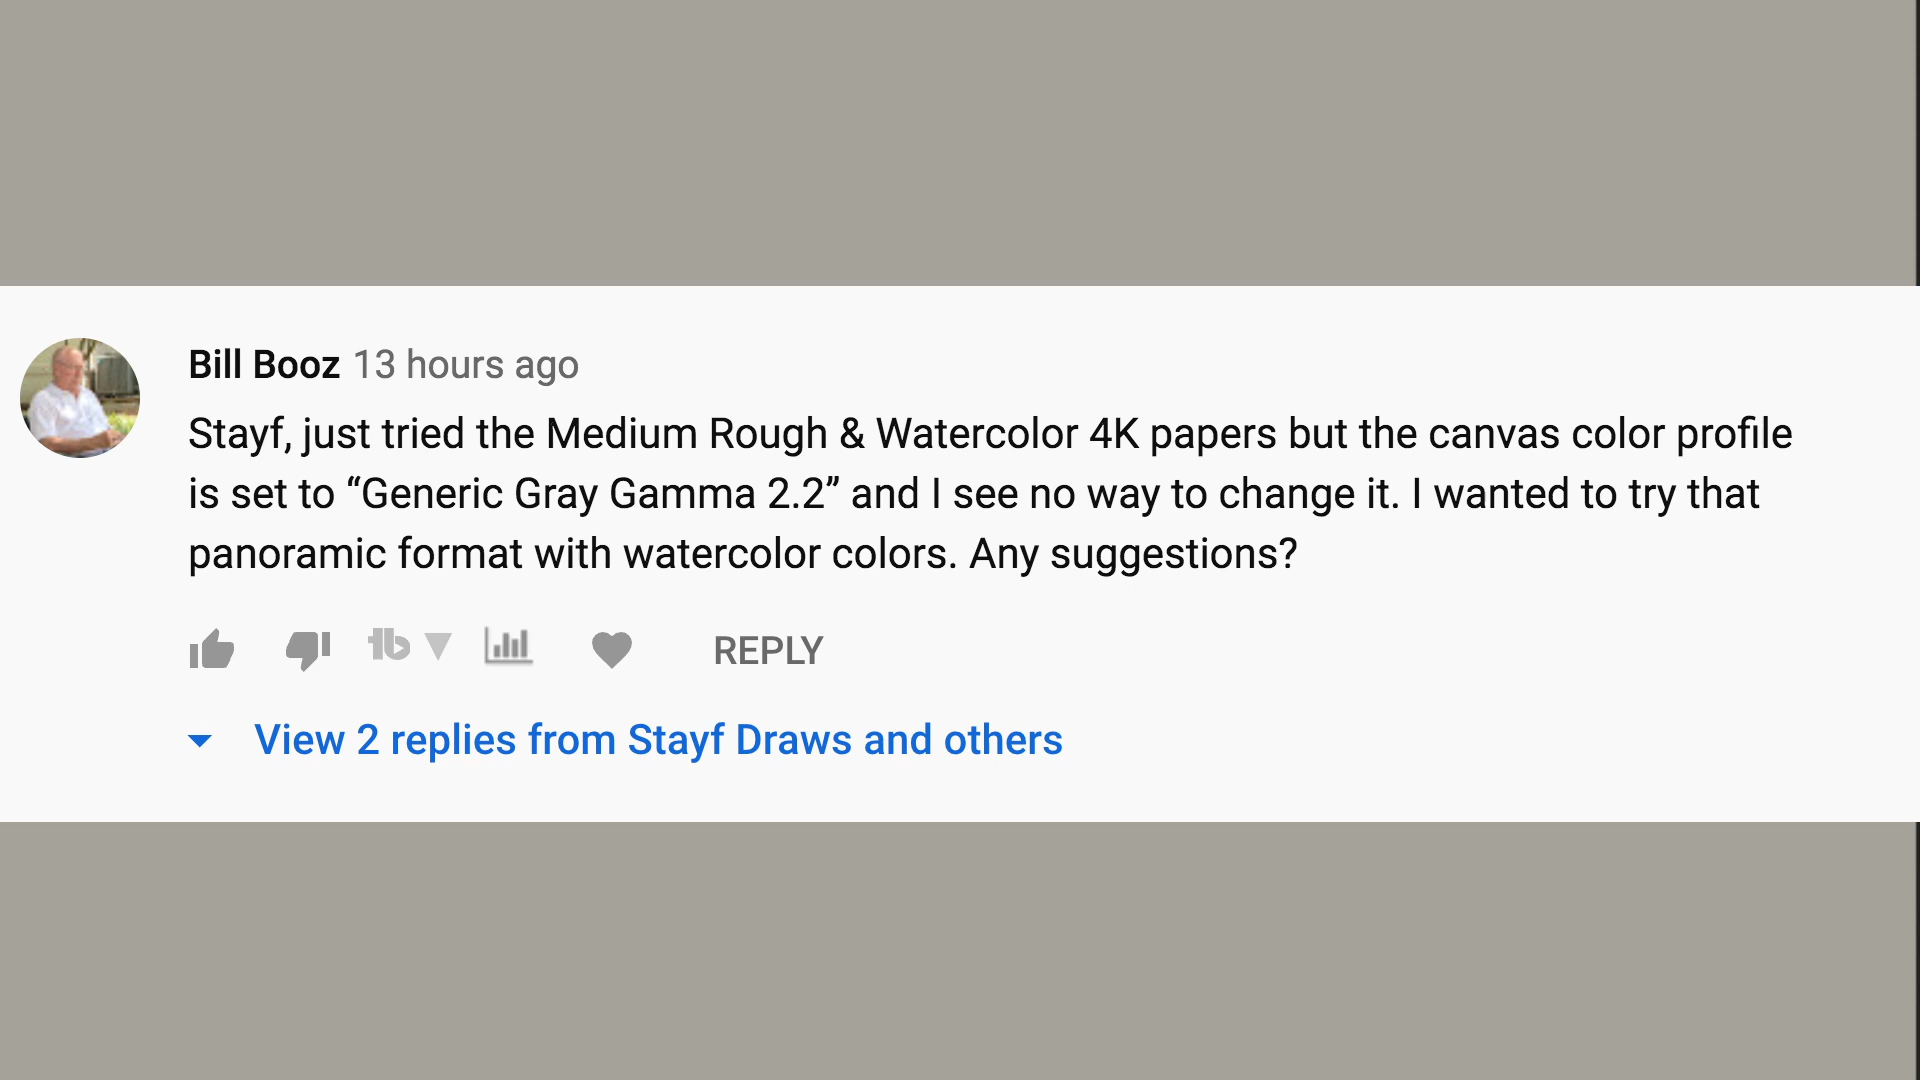 Bill Booz 13 hours ago
Stayf, just tried the Medium Rough & Watercolor 4K papers but the canvas color profile
is set to “Generic Gray Gamma 2.2” and I see no way to change it. I wanted to try that
panoramic format with watercolor colors. Any suggestions?
tb REPLY
View 2 replies from Stayf Draws and others